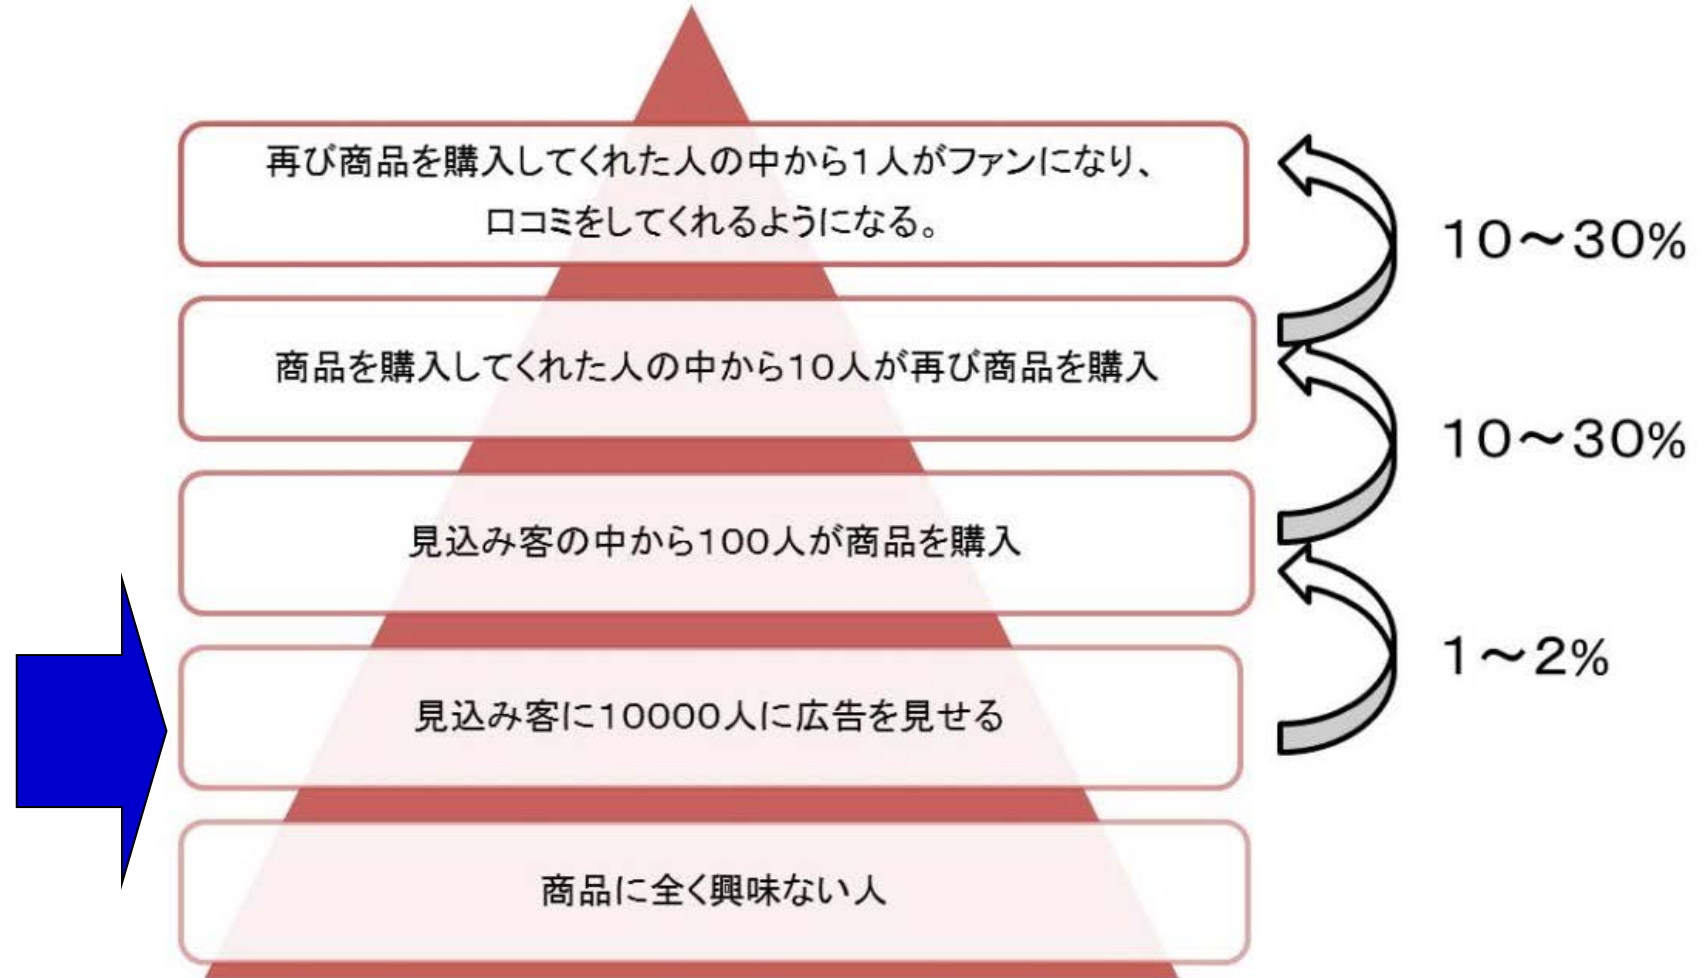 再び商品を購入してくれた人の中から1人がファンになり、
口コミをしてくれるようになる。
10～30%
商品を購入してくれた人の中から10人が再び商品を購入
10～30%
見込み客の中から100人が商品を購入
1～2%
見込み客に10000人に広告を見せる
商品に全く興味ない人